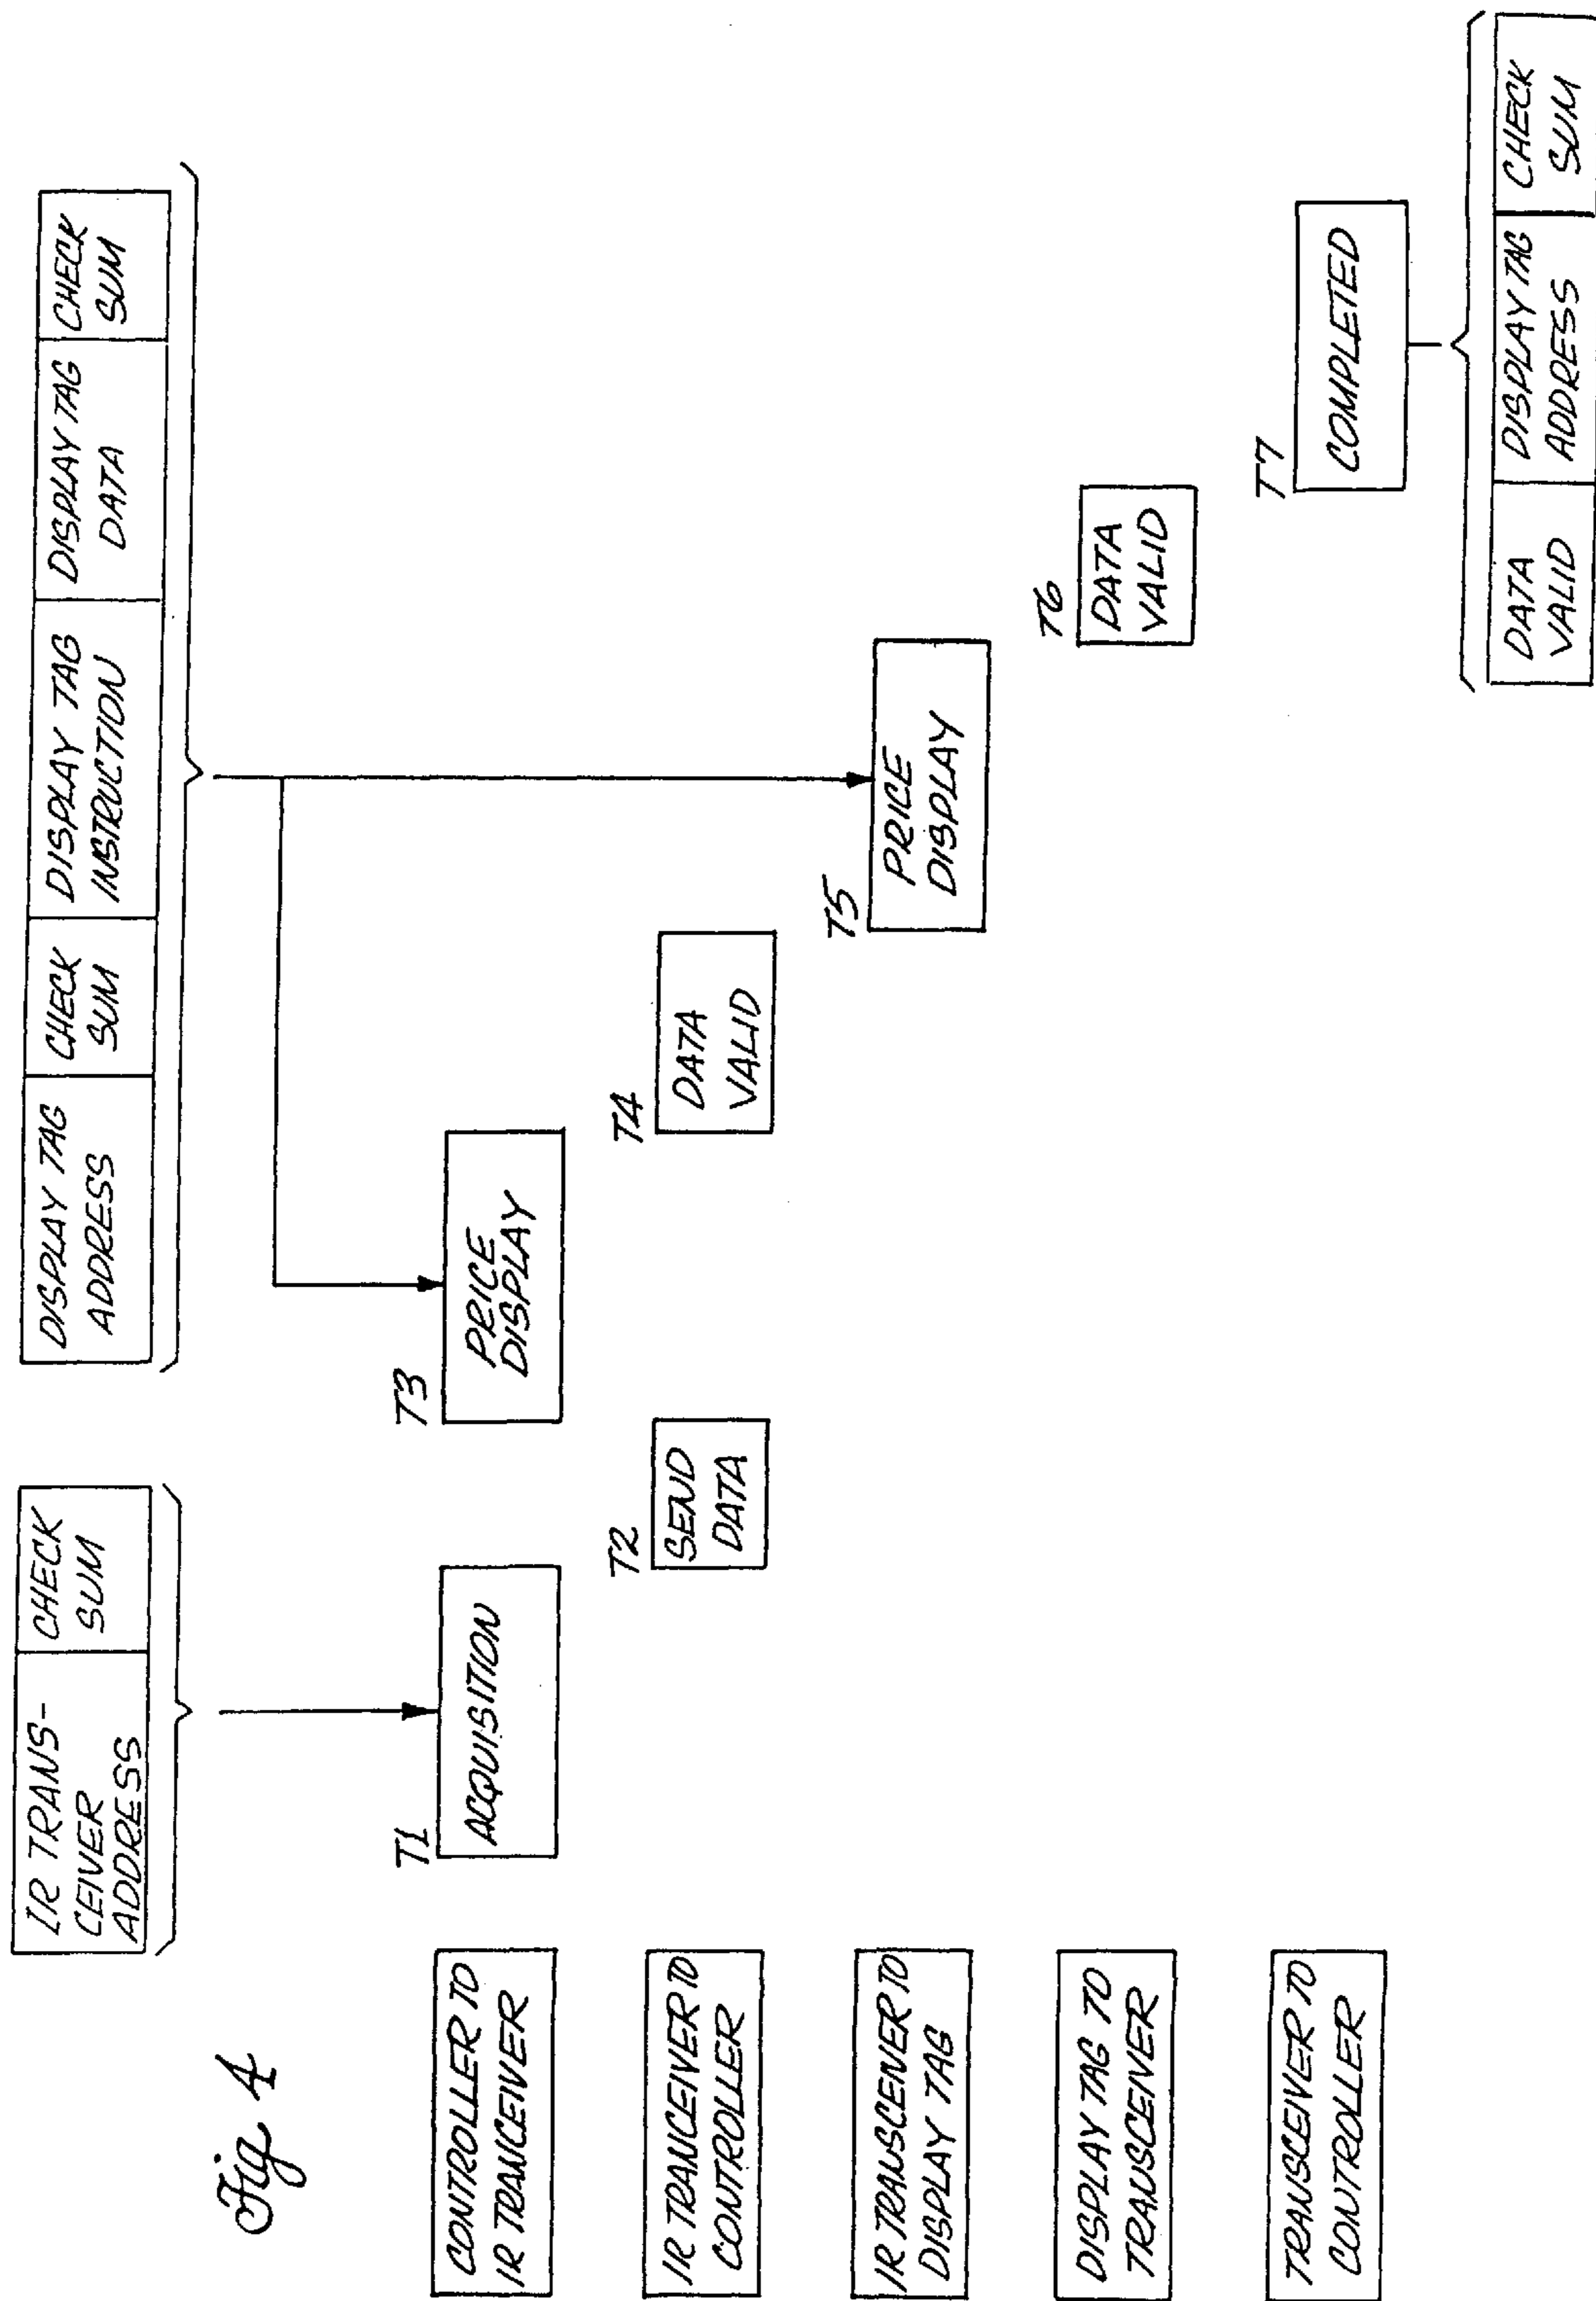 IR TRANS-
CEIVER
ADDRESS
CHECK
SUM
DISPLAY TAG
ADDRESS
CHECK
SUM
DISPLAY TAG
INSTRUCTION
DISPLAY TAG
DATA
CHECK
SUM
Fig 4
CONTROLLER TO
IR TRANCEIVER
T1
ACQUISITION
T3
PRICE
DISPLAY
IR TRANCEIVER TO
CONTROLLER
T2
SEND
DATA
T4
DATA
VALID
IR TRANSCENER TO
DISPLAY TAG
T5
PRICE
DISPLAY
DISPLAY TAG TO
TRANSCEIVER
T6
DATA
VALID
TRANSCEIVER TO
CONTROLLER
T7
COMPLETED
DATA
VALID
DISPLAY TAG
ADDRESS
CHECK
SUM